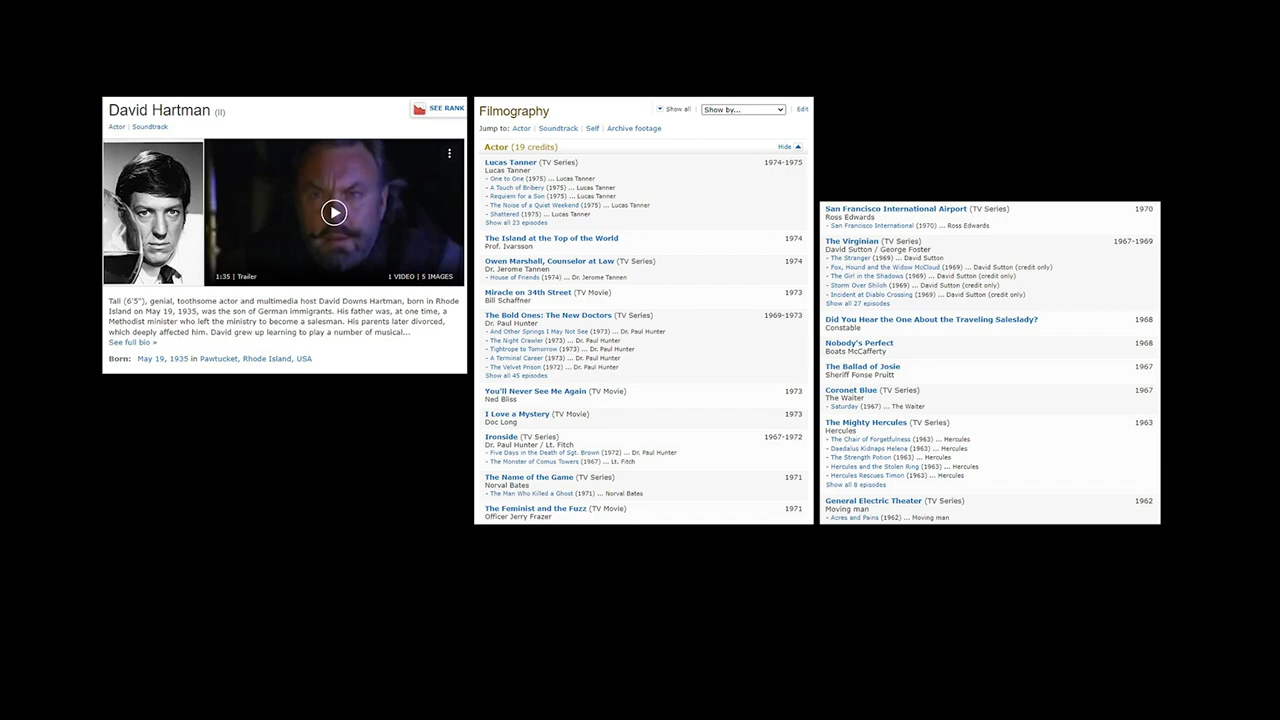 David Hartman (II)
SEE RANK
Actor | Soundtrack
1:35 | Trailer
1 VIDEO | 5 IMAGES
Tall (6'5"), genial, toothsome actor and multimedia host David Downs Hartman, born in Rhode
Island on May 19, 1935, was the son of German immigrants. His father was, at one time, a
Methodist minister who left the ministry to become a salesman. His parents later divorced,
which deeply affected him. David grew up learning to play a number of musical...
See full bio »
Born: May 19, 1935 in Pawtucket, Rhode Island, USA
Filmography
Show all | Show by... | Edit
Jump to: Actor | Soundtrack | Self | Archive footage
Actor (19 credits) Hide
Lucas Tanner (TV Series) 1974-1975
Lucas Tanner
- One to One (1975) ... Lucas Tanner
- A Touch of Bribery (1975) ... Lucas Tanner
- Requiem for a Son (1975) ... Lucas Tanner
- The Noise of a Quiet Weekend (1975) ... Lucas Tanner
- Shattered (1975) ... Lucas Tanner
Show all 23 episodes
The Island at the Top of the World 1974
Prof. Ivarsson
Owen Marshall, Counselor at Law (TV Series) 1974
Dr. Jerome Tannen
- House of Friends (1974) ... Dr. Jerome Tannen
Miracle on 34th Street (TV Movie) 1973
Bill Schaffner
The Bold Ones: The New Doctors (TV Series) 1969-1973
Dr. Paul Hunter
- And Other Springs I May Not See (1973) ... Dr. Paul Hunter
- The Night Crawler (1973) ... Dr. Paul Hunter
- Tightrope to Tomorrow (1973) ... Dr. Paul Hunter
- A Terminal Career (1973) ... Dr. Paul Hunter
- The Velvet Prison (1972) ... Dr. Paul Hunter
Show all 45 episodes
You'll Never See Me Again (TV Movie) 1973
Ned Bliss
I Love a Mystery (TV Movie) 1973
Doc Long
Ironside (TV Series) 1967-1972
Dr. Paul Hunter / Lt. Fitch
- Five Days in the Death of Sgt. Brown (1972) ... Dr. Paul Hunter
- The Monster of Comus Towers (1967) ... Lt. Fitch
The Name of the Game (TV Series) 1971
Norval Bates
- The Man Who Killed a Ghost (1971) ... Norval Bates
The Feminist and the Fuzz (TV Movie) 1971
Officer Jerry Frazer
San Francisco International Airport (TV Series) 1970
Ross Edwards
- San Francisco International (1970) ... Ross Edwards
The Virginian (TV Series) 1967-1969
David Sutton / George Foster
- The Stranger (1969) ... David Sutton
- Fox, Hound and the Widow McCloud (1969) ... David Sutton (credit only)
- The Girl in the Shadows (1969) ... David Sutton (credit only)
- Storm Over Shiloh (1969) ... David Sutton (credit only)
- Incident at Diablo Crossing (1969) ... David Sutton (credit only)
Show all 27 episodes
Did You Hear the One About the Traveling Saleslady? 1968
Constable
Nobody's Perfect 1968
Boats McCafferty
The Ballad of Josie 1967
Sheriff Fonse Pruitt
Coronet Blue (TV Series) 1967
The Waiter
- Saturday (1967) ... The Waiter
The Mighty Hercules (TV Series) 1963
Hercules
- The Chair of Forgetfulness (1963) ... Hercules
- Daedalus Kidnaps Helena (1963) ... Hercules
- The Strength Potion (1963) ... Hercules
- Hercules and the Stolen Ring (1963) ... Hercules
- Hercules Rescues Timon (1963) ... Hercules
Show all 8 episodes
General Electric Theater (TV Series) 1962
Moving man
- Acres and Pains (1962) ... Moving man